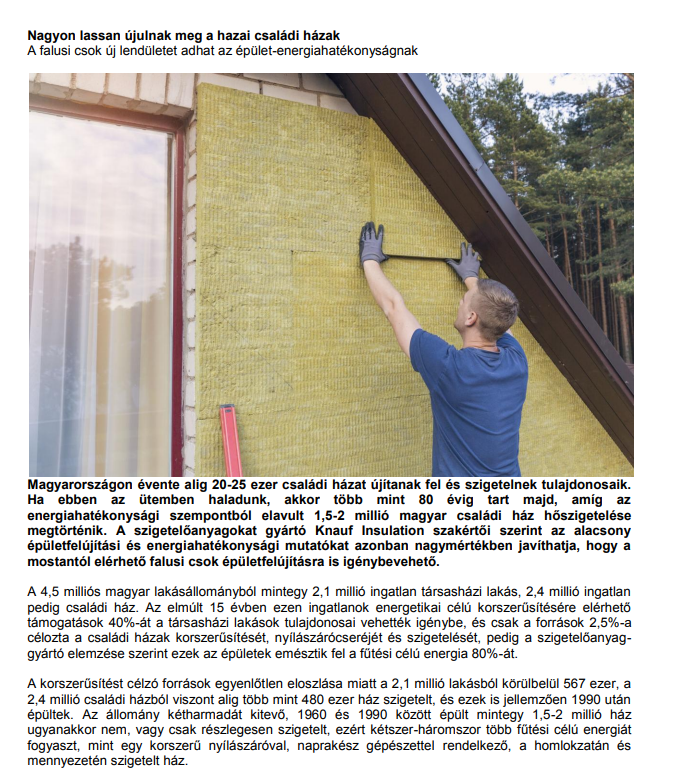 Nagyon lassan újulnak meg a hazai családi házak
A falusi csok új lendületet adhat az épület-energiahatékonyságnak
Magyarországon évente alig 20-25 ezer családi házat újítanak fel és szigetelnek tulajdonosaik.
Ha ebben az ütemben haladunk, akkor több mint 80 évig tart majd, amíg az
energiahatékonysági szempontból elavult 1,5-2 millió magyar családi ház hőszigetelése
megtörténik. A szigetelőanyagokat gyártó Knauf Insulation szakértői szerint az alacsony
épületfelújítási és energiahatékonysági mutatókat azonban nagymértékben javíthatja, hogy a
mostantól elérhető falusi csok épületfelújításra is igénybevehető.
A 4,5 milliós magyar lakásállományból mintegy 2,1 millió ingatlan társasházi lakás, 2,4 millió ingatlan
pedig családi ház. Az elmúlt 15 évben ezen ingatlanok energetikai célú korszerűsítésére elérhető
támogatások 40%-át a társasházi lakások tulajdonosai vehették igénybe, és csak a források 2,5%-a
célozta a családi házak korszerűsítését, nyílászárócseréjét és szigetelését, pedig a szigetelőanyag-
gyártó elemzése szerint ezek az épületek emésztik fel a fűtési célú energia 80%-át.
A korszerűsítést célzó források egyenlőtlen eloszlása miatt a 2,1 millió lakásból körülbelül 567 ezer, a
2,4 millió családi házból viszont alig több mint 480 ezer ház szigetelt, és ezek is jellemzően 1990 után
épültek. Az állomány kétharmadát kitevő, 1960 és 1990 között épült mintegy 1,5-2 millió ház
ugyanakkor nem, vagy csak részlegesen szigetelt, ezért kétszer-háromszor több fűtési célú energiát
fogyaszt, mint egy korszerű nyílászáróval, naprakész gépészettel rendelkező, a homlokzatán és
mennyezetén szigetelt ház.